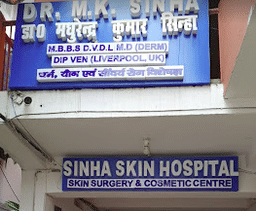 DR. M.K. SINHA
डा० मथुरेन्द्र कुमार सिन्हा
M.B.B.S D.V.D.L M.D (DERM)
DIP VEN (LIVERPOOL, UK)
चर्म, यौन एवं सौंदर्य रोग विशेषज्ञ
SINHA SKIN HOSPITAL
SKIN SURGERY & COSMETIC CENTRE